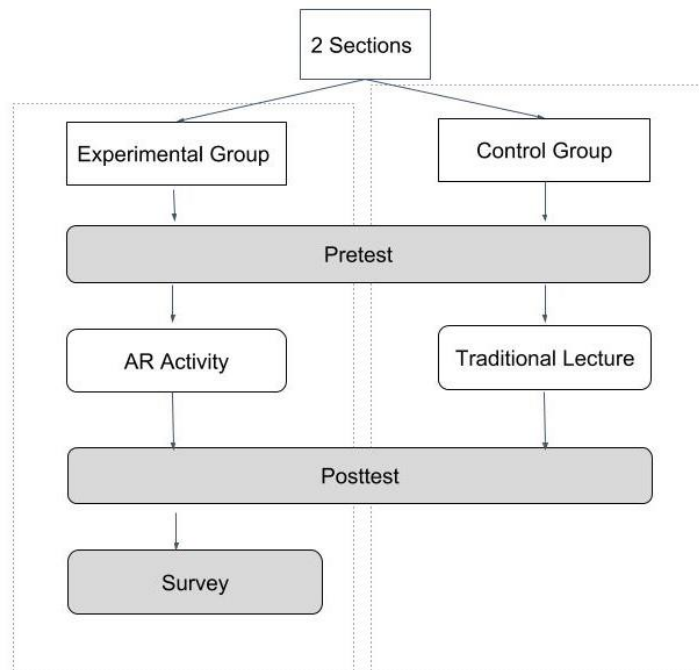 2 Sections
Experimental Group
Control Group
Pretest
AR Activity
Traditional Lecture
Posttest
Survey